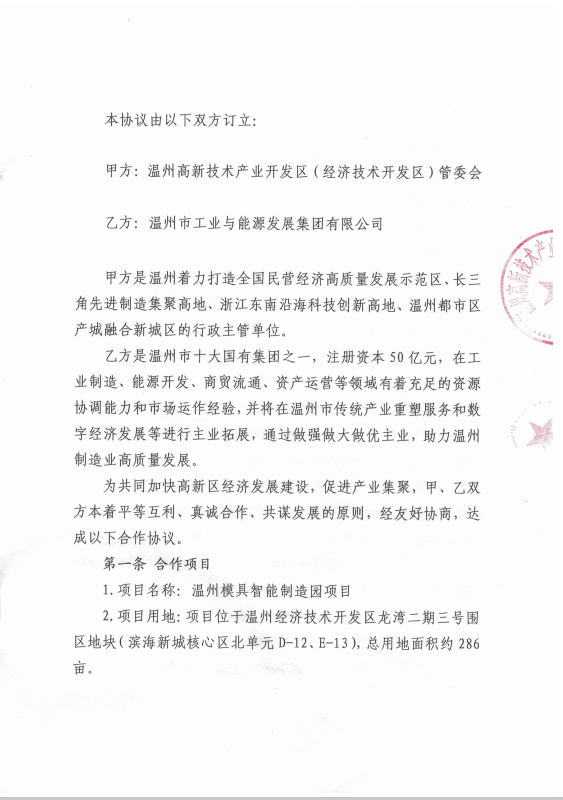 本协议由以下双方订立：
甲方：温州高新技术产业开发区（经济技术开发区）管委会
乙方：温州市工业与能源发展集团有限公司
甲方是温州着力打造全国民营经济高质量发展示范区、长三
角先进制造集聚高地、浙江东南沿海科技创新高地、温州都市区
产城融合新城区的行政主管单位。
乙方是温州市十大国有集团之一，注册资本50亿元，在工
业制造、能源开发、商贸流通、资产运营等领域有着充足的资源
协调能力和市场运作经验，并将在温州市传统产业重塑服务和数
字经济发展等进行主业拓展，通过做强做大做优主业，助力温州
制造业高质量发展。
为共同加快高新区经济发展建设，促进产业集聚，甲、乙双
方本着平等互利、真诚合作、共谋发展的原则，经友好协商，达
成以下合作协议。
第一条 合作项目
1.项目名称：温州模具智能制造园项目
2.项目用地：项目位于温州经济技术开发区龙湾二期三号围
区地块（滨海新城核心区北单元D-12、E-13），总用地面积约286
亩。
州高新技术产业